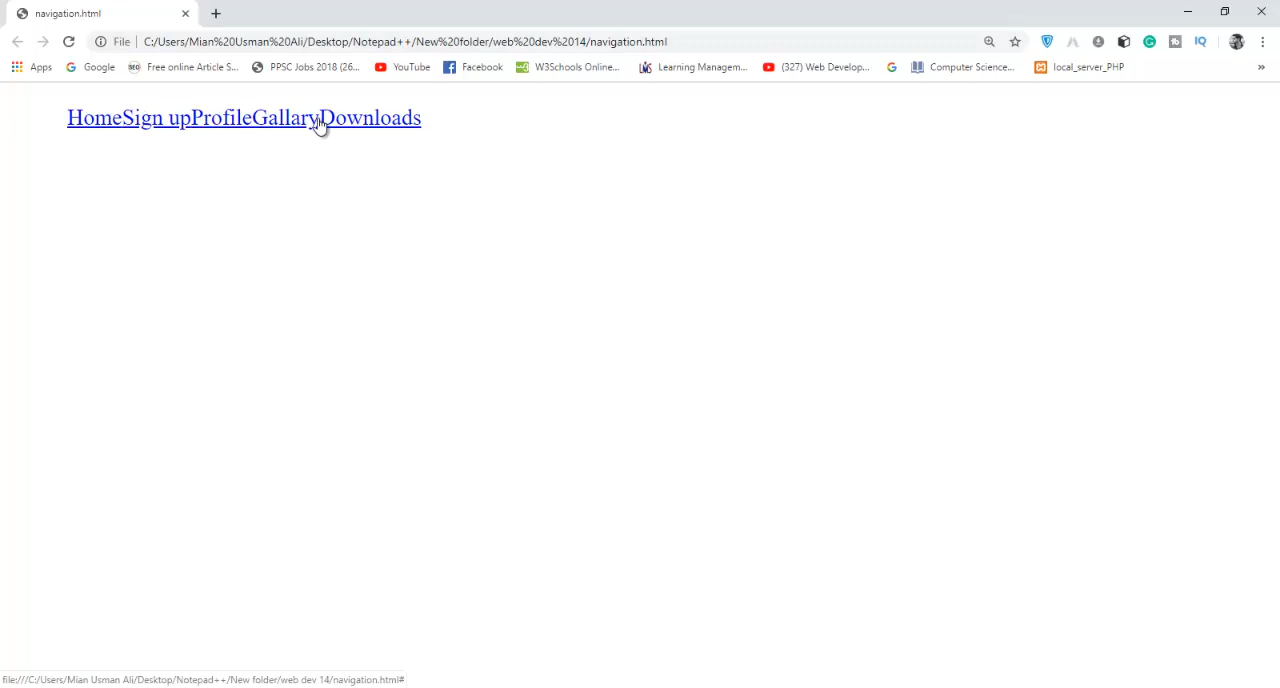 navigation.html
File C:/Users/Mian%20Usman%20Ali/Desktop/Notepad++/New%20folder/web%20dev%2014/navigation.html
Apps Google Free online Article S... PPSC Jobs 2018 (26... YouTube Facebook W3Schools Online... Learning Managem... (327) Web Develop... Computer Science... local_server_PHP »
HomeSign upProfileGallaryDownloads
file:///C:/Users/Mian Usman Ali/Desktop/Notepad++/New folder/web dev 14/navigation.html#